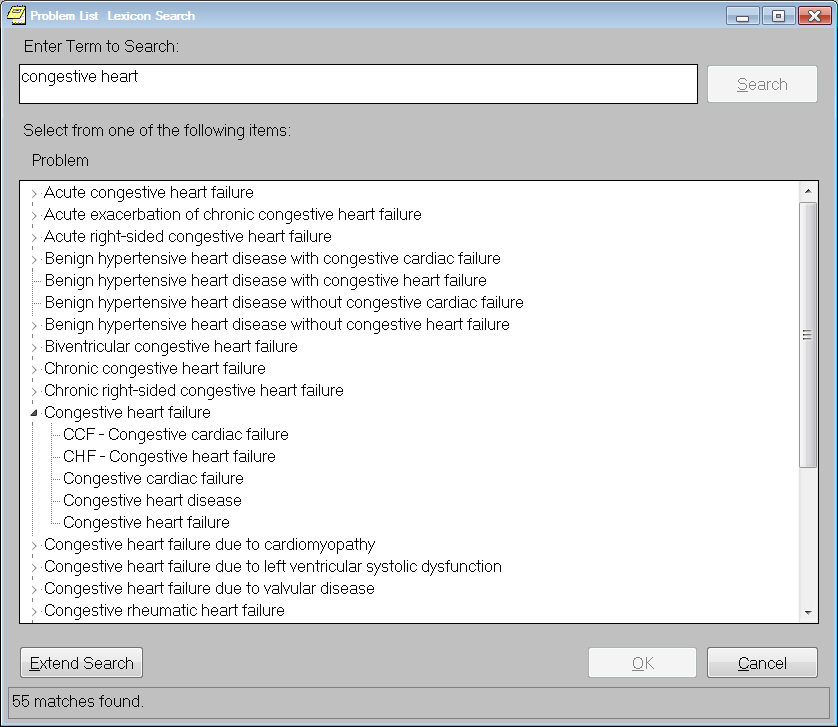 Problem List Lexicon Search
Enter Term to Search:
congestive heart
Search
Select from one of the following items:
Problem
Acute congestive heart failure
Acute exacerbation of chronic congestive heart failure
Acute right-sided congestive heart failure
Benign hypertensive heart disease with congestive cardiac failure
Benign hypertensive heart disease with congestive heart failure
Benign hypertensive heart disease without congestive cardiac failure
Benign hypertensive heart disease without congestive heart failure
Biventricular congestive heart failure
Chronic congestive heart failure
Chronic right-sided congestive heart failure
Congestive heart failure
CCF - Congestive cardiac failure
CHF - Congestive heart failure
Congestive cardiac failure
Congestive heart disease
Congestive heart failure
Congestive heart failure due to cardiomyopathy
Congestive heart failure due to left ventricular systolic dysfunction
Congestive heart failure due to valvular disease
Congestive rheumatic heart failure
Extend Search
OK
Cancel
55 matches found.